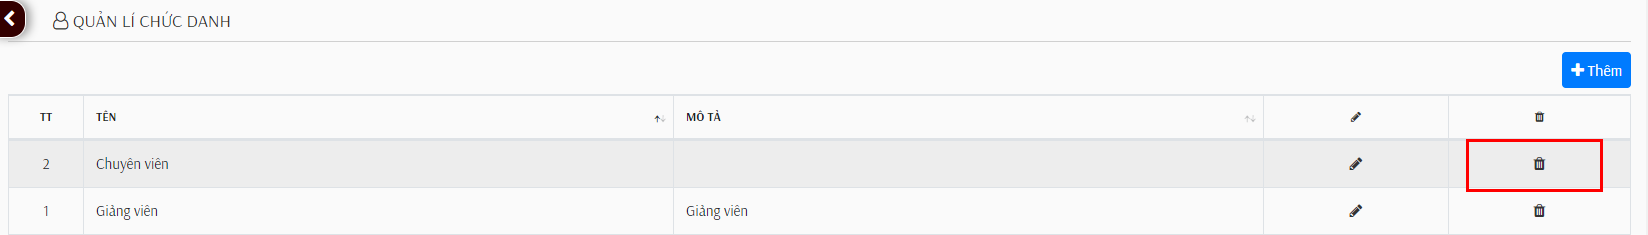 QUẢN LÍ CHỨC DANH
Thêm
TT TÊN MÔ TẢ
2 Chuyên viên
1 Giảng viên Giảng viên